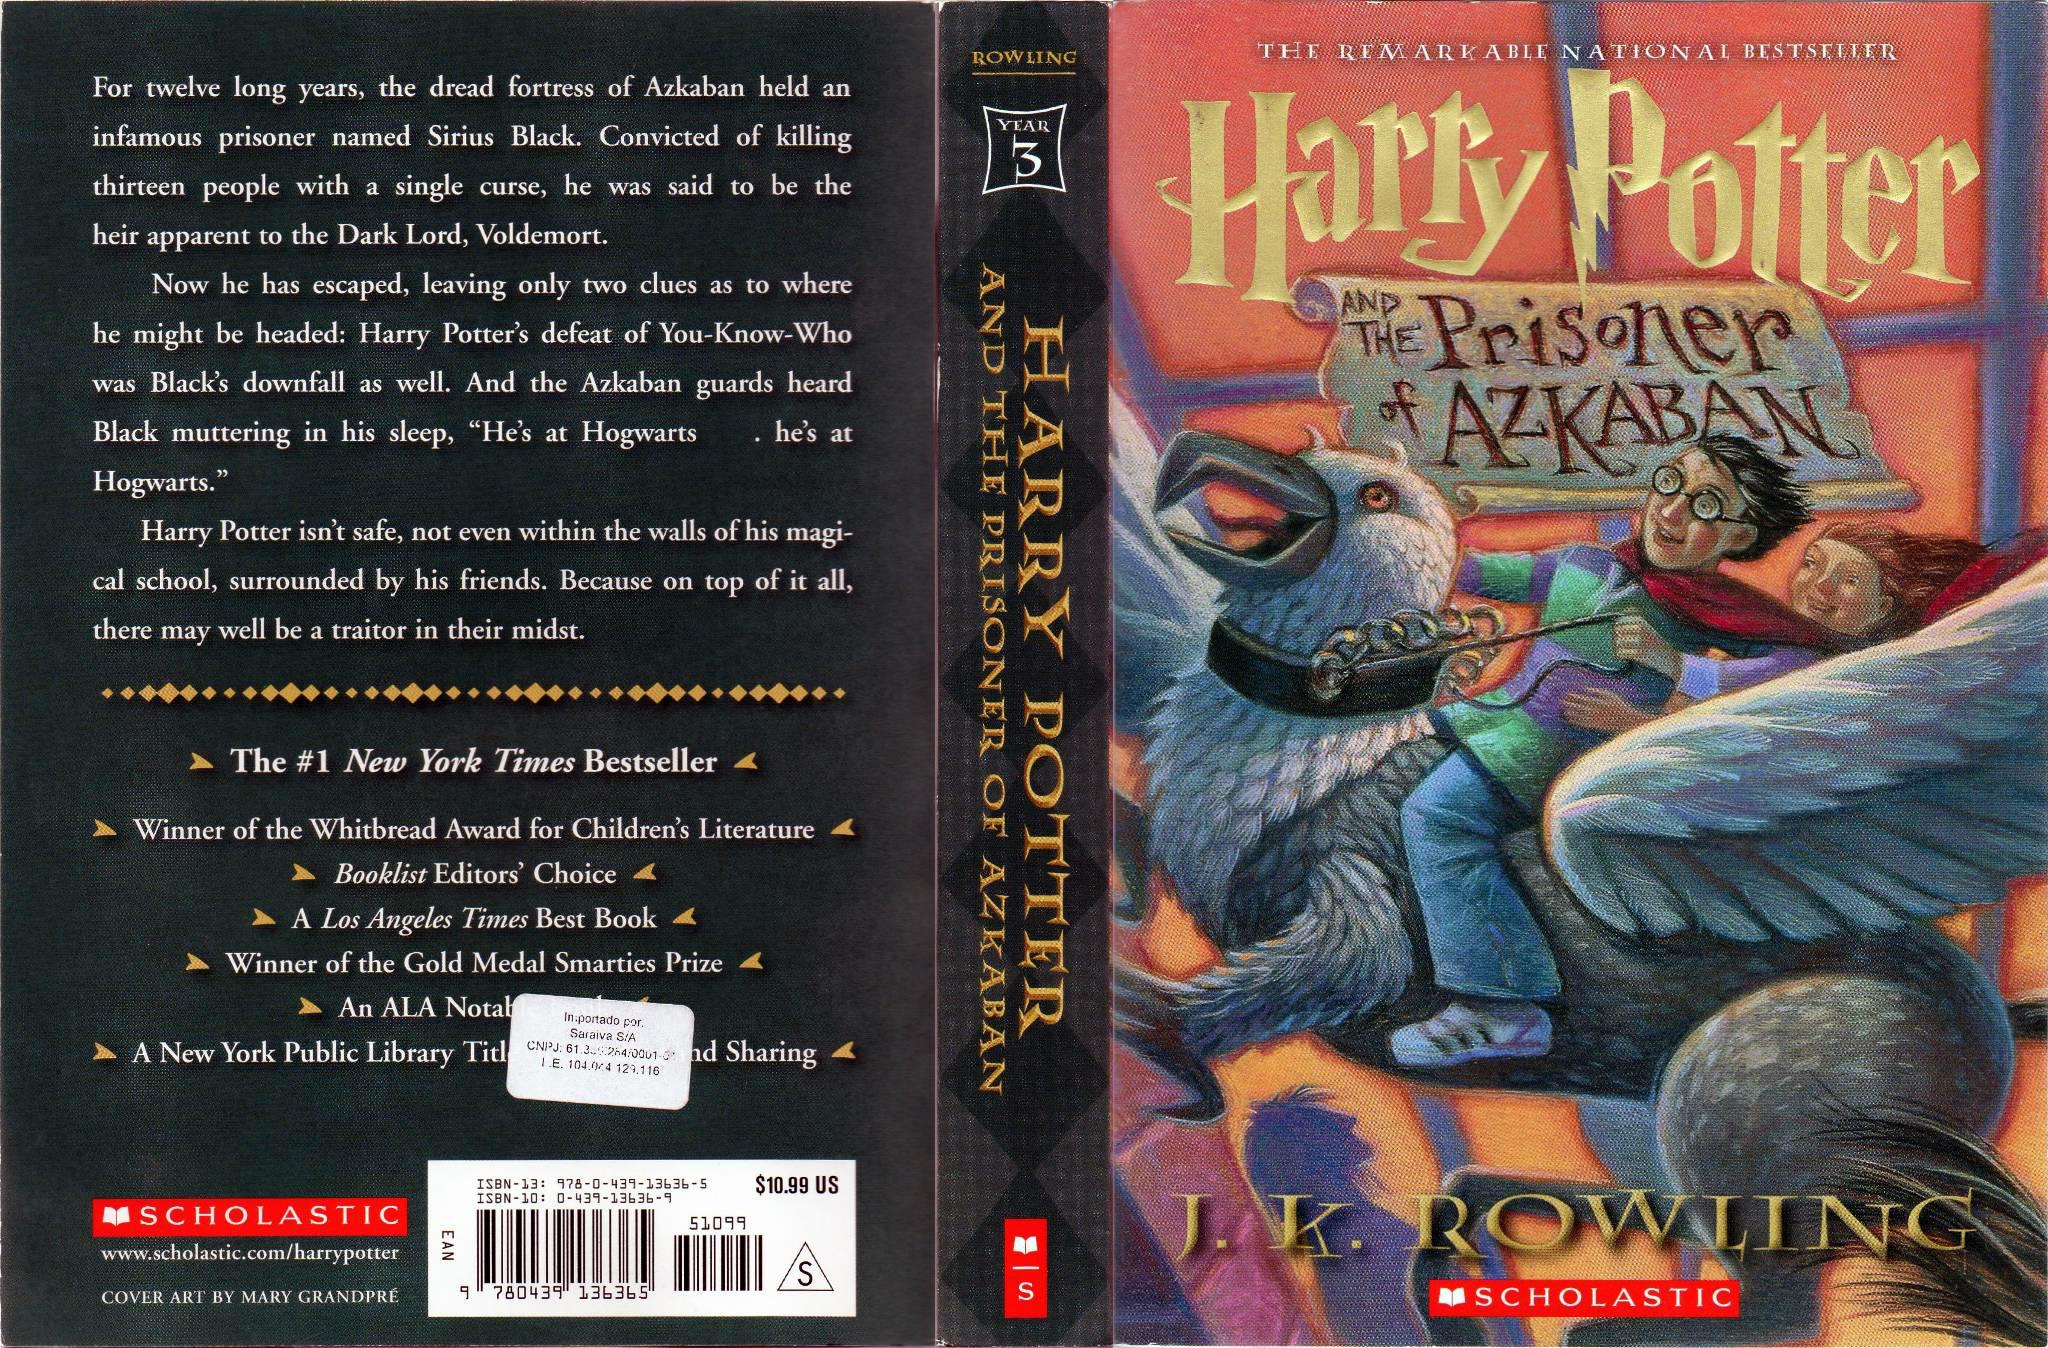 For twelve long years, the dread fortress of Azkaban held an
infamous prisoner named Sirius Black. Convicted of killing
thirteen people with a single curse, he was said to be the
heir apparent to the Dark Lord, Voldemort.
Now he has escaped, leaving only two clues as to where
he might be headed: Harry Potter's defeat of You-Know-Who
was Black's downfall as well. And the Azkaban guards heard
Black muttering in his sleep, “He's at Hogwarts . he's at
Hogwarts.”
Harry Potter isn't safe, not even within the walls of his magi-
cal school, surrounded by his friends. Because on top of it all,
there may well be a traitor in their midst.
The #1 New York Times Bestseller
Winner of the Whitbread Award for Children's Literature
Booklist Editors' Choice
A Los Angeles Times Best Book
Winner of the Gold Medal Smarties Prize
An ALA Notab
A New York Public Library Titl nd Sharing
Importado por:
Saraiva S/A
CNPJ:
I.E.
SCHOLASTIC
www.scholastic.com/harrypotter
COVER ART BY MARY GRANDPRÉ
ISBN-13: 978-0-439-13636-5
ISBN-10: 0-439-13636-9
$10.99 US
EAN
51099
9 780439 136365
S
ROWLING
YEAR
3
HARRY POTTER
AND THE PRISONER OF AZKABAN
S
THE REMARKABLE NATIONAL BESTSELLER
Harry Potter
AND
THE Prisoner
of AZKABAN
J. K. ROWLING
SCHOLASTIC